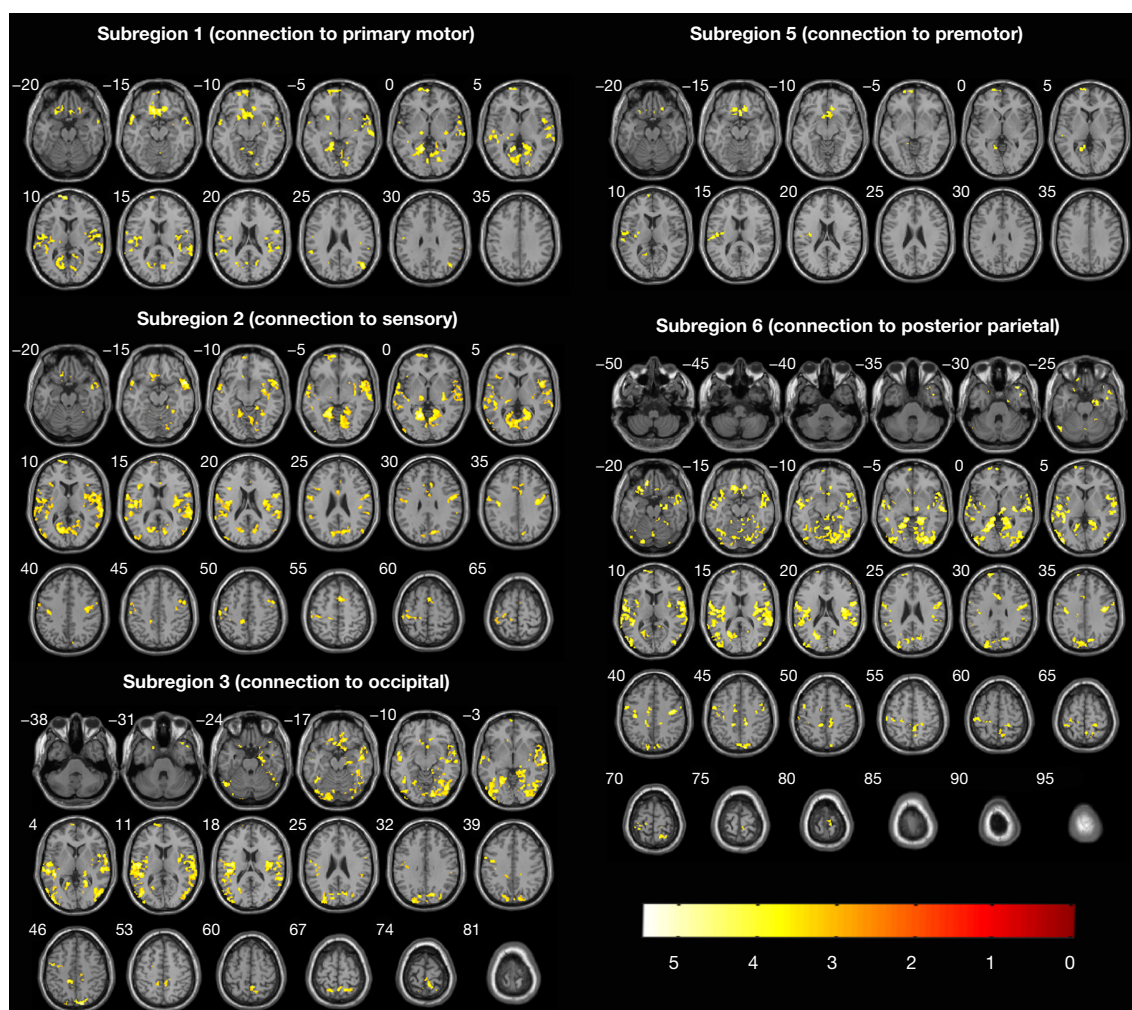 Subregion 1 (connection to primary motor)
−20 −15 −10 −5 0 5
10 15 20 25 30 35
Subregion 2 (connection to sensory)
−20 −15 −10 −5 0 5
10 15 20 25 30 35
40 45 50 55 60 65
Subregion 3 (connection to occipital)
−38 −31 −24 −17 −10 −3
4 11 18 25 32 39
46 53 60 67 74 81
Subregion 5 (connection to premotor)
−20 −15 −10 −5 0 5
10 15 20 25 30 35
Subregion 6 (connection to posterior parietal)
−50 −45 −40 −35 −30 −25
−20 −15 −10 −5 0 5
10 15 20 25 30 35
40 45 50 55 60 65
70 75 80 85 90 95
5 4 3 2 1 0